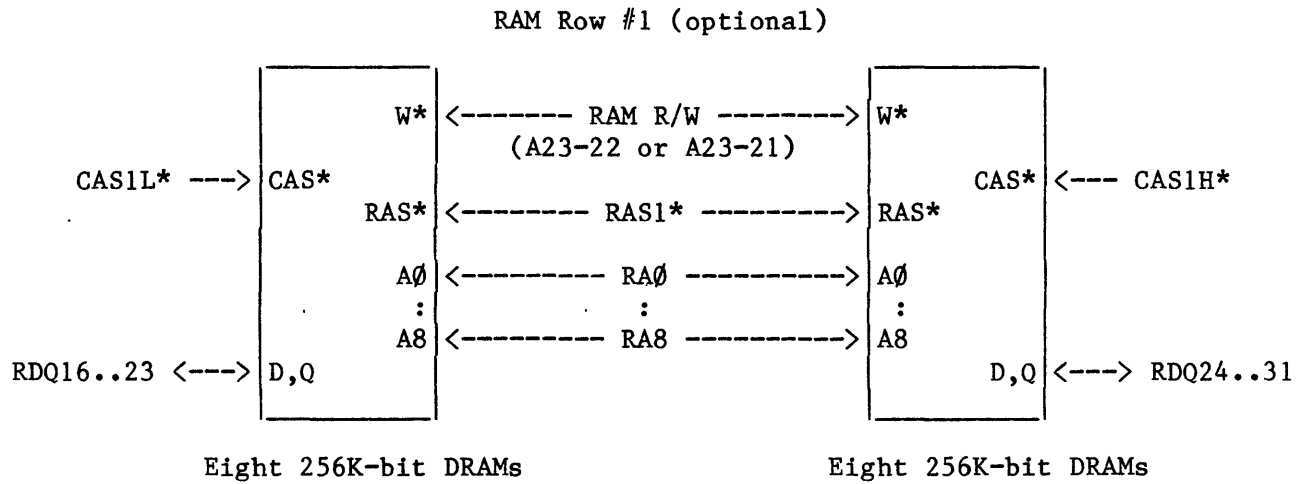 RAM Row #1 (optional)
W* <------- RAM R/W --------> W*
(A23-22 or A23-21)
CAS1L* ---> CAS* CAS* <--- CAS1H*
RAS* <-------- RAS1* --------> RAS*
AØ <--------- RAØ ---------> AØ
: : :
A8 <--------- RA8 ---------> A8
RDQ16..23 <---> D,Q D,Q <---> RDQ24..31
Eight 256K-bit DRAMs Eight 256K-bit DRAMs